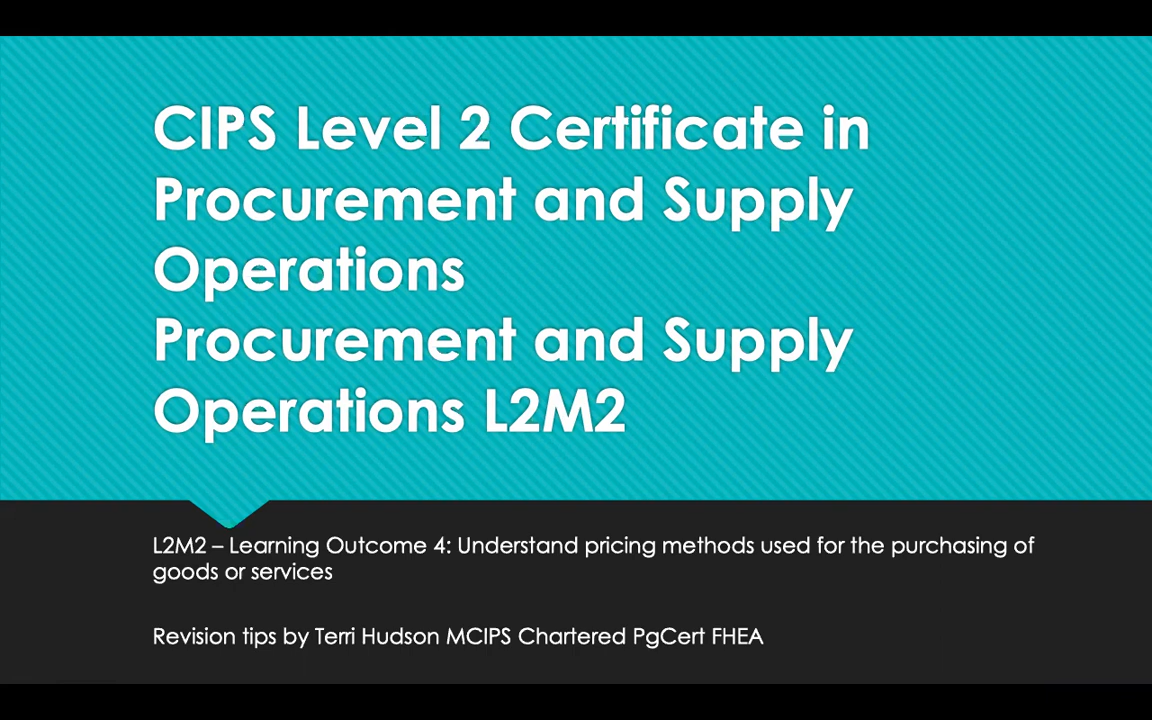 CIPS Level 2 Certificate in
Procurement and Supply
Operations
Procurement and Supply
Operations L2M2
L2M2 – Learning Outcome 4: Understand pricing methods used for the purchasing of
goods or services
Revision tips by Terri Hudson MCIPS Chartered PgCert FHEA